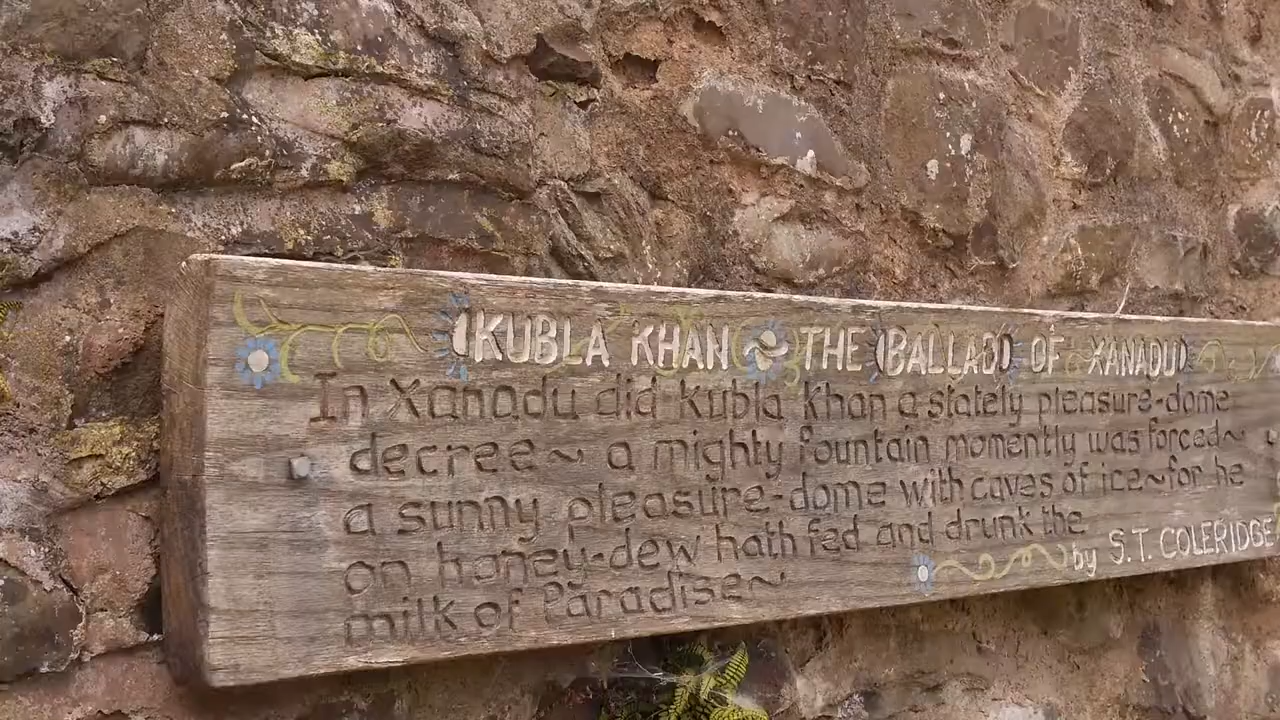 KUBLA KHAN THE BALLAD OF XANADU
In Xanadu did Kubla Khan a stately pleasure-dome
decree~ a mighty fountain momently was forced~
a sunny pleasure-dome with caves of ice~for he
on honey-dew hath fed and drunk the
milk of Paradise~
by S.T. COLERIDGE